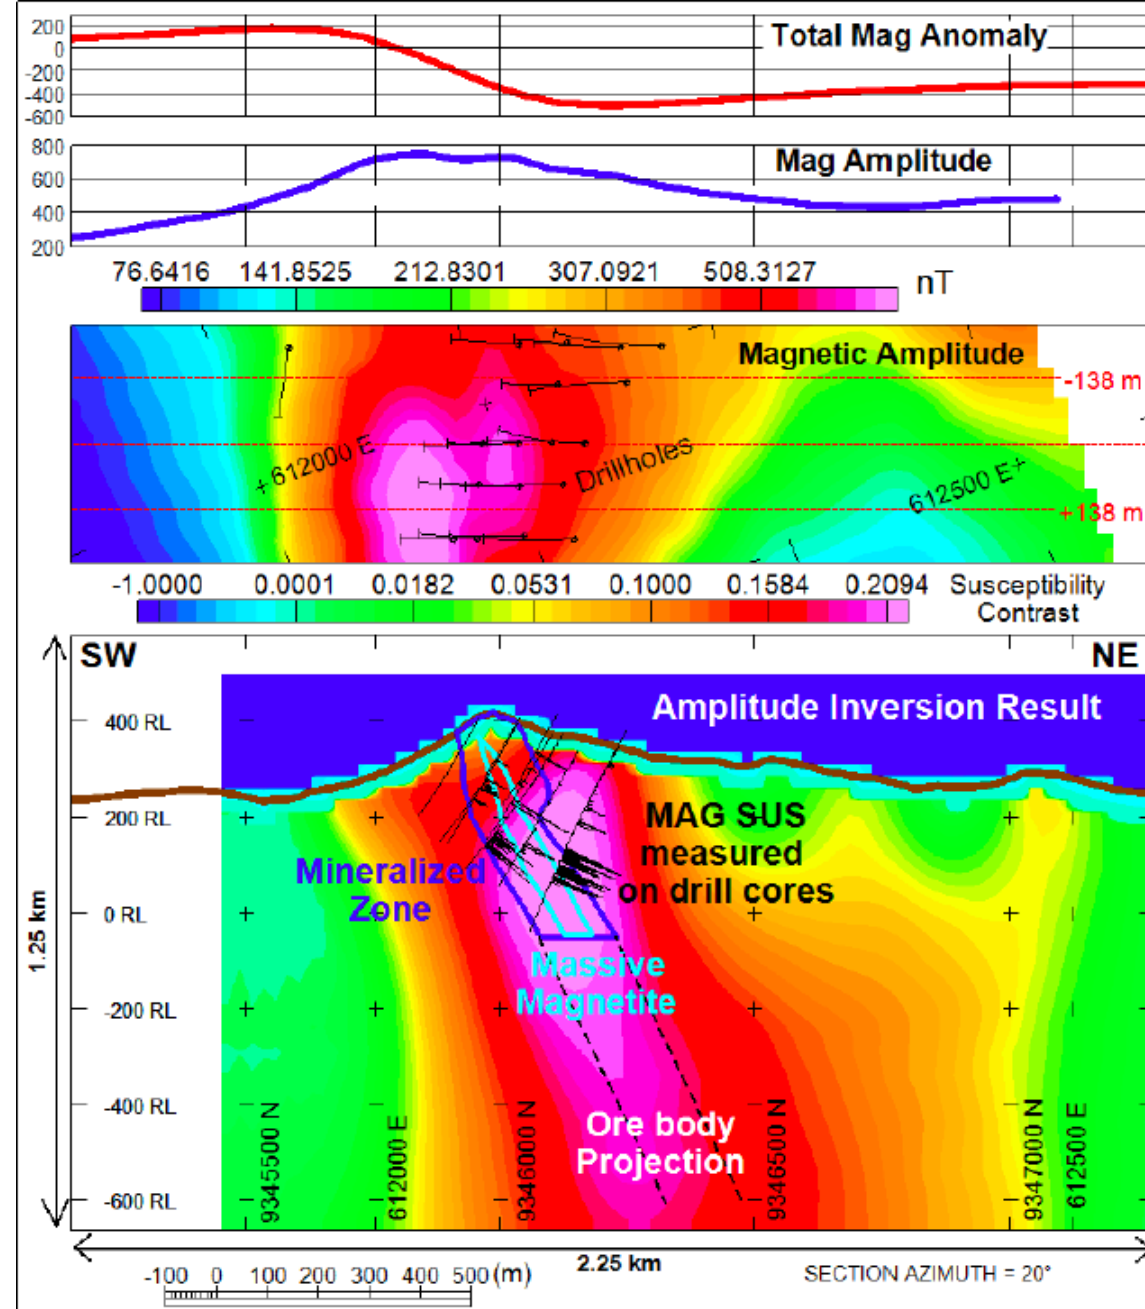 200
0
-200
-400
-600
Total Mag Anomaly
800
600
400
200
Mag Amplitude
76.6416 141.8525 212.8301 307.0921 508.3127 nT
Magnetic Amplitude
-138 m
+612000 E
Drillholes
612500 E+
+138 m
-1.0000 0.0001 0.0182 0.0531 0.1000 0.1584 0.2094 Susceptibility
Contrast
SW NE
Amplitude Inversion Result
400 RL
200 RL
0 RL
-200 RL
-400 RL
-600 RL
1.25 km
MAG SUS
measured
on drill cores
Mineralized
Zone
Massive
Magnetite
Ore body
Projection
9345500 N
612000 E
9346000 N
9346500 N
9347000 N
612500 E
2.25 km
-100 0 100 200 300 400 500 (m)
SECTION AZIMUTH = 20°